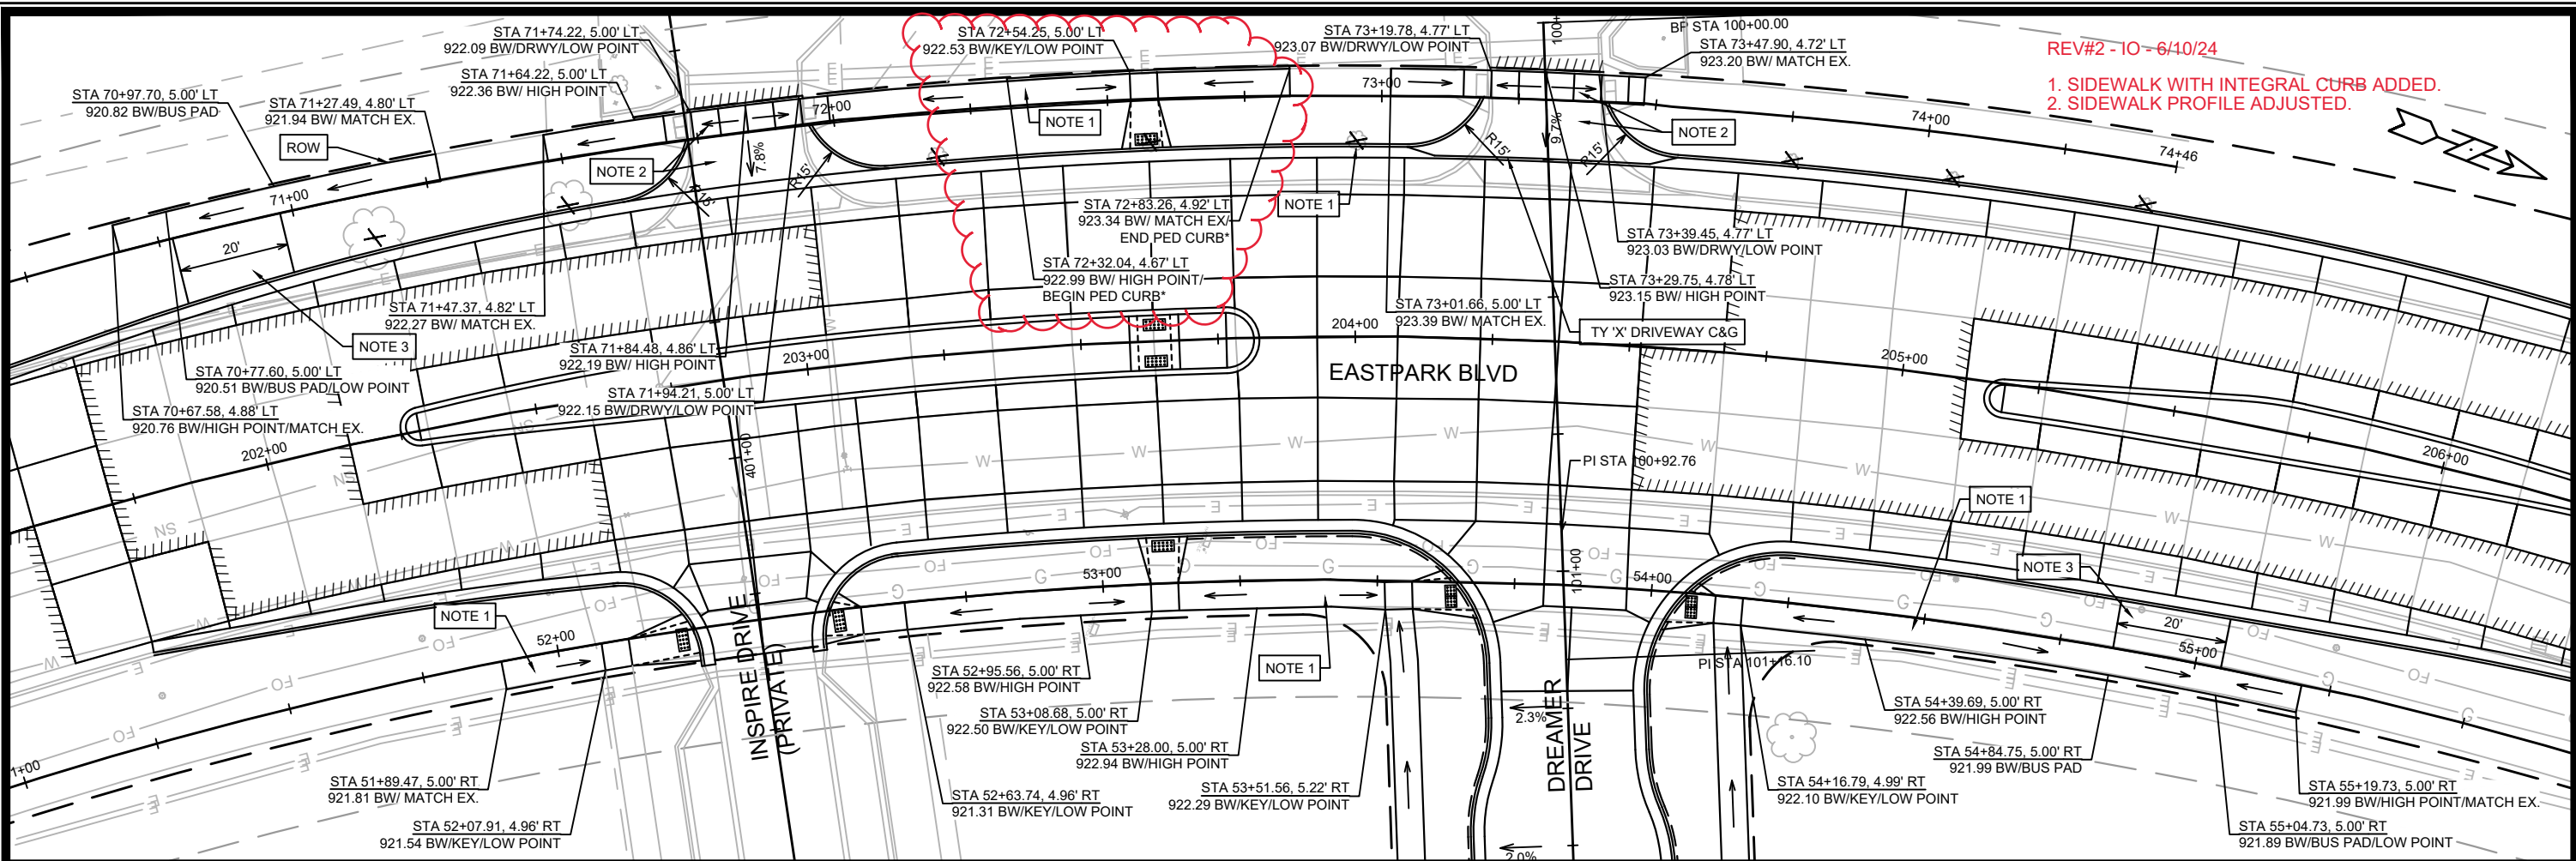 STA 71+74.22, 5.00' LT
922.09 BW/DRWY/LOW POINT
STA 72+54.25, 5.00' LT
922.53 BW/KEY/LOW POINT
STA 73+19.78, 4.77' LT
923.07 BW/DRWY/LOW POINT
100+
BP STA 100+00.00
STA 73+47.90, 4.72' LT
923.20 BW/ MATCH EX.
REV#2 - IO - 6/10/24
1. SIDEWALK WITH INTEGRAL CURB ADDED.
2. SIDEWALK PROFILE ADJUSTED.
STA 71+64.22, 5.00' LT
922.36 BW/ HIGH POINT
STA 70+97.70, 5.00' LT
920.82 BW/BUS PAD
STA 71+27.49, 4.80' LT
921.94 BW/ MATCH EX.
ROW
72+00
NOTE 1
73+00
74+00
74+46
NOTE 2
NOTE 2
7.8%
9.7%
R15'
R15'
R15'
R15'
71+00
20'
STA 72+83.26, 4.92' LT
923.34 BW/ MATCH EX/
END PED CURB*
NOTE 1
STA 73+39.45, 4.77' LT
923.03 BW/DRWY/LOW POINT
STA 72+32.04, 4.67' LT
922.99 BW/ HIGH POINT/
BEGIN PED CURB*
STA 73+29.75, 4.78' LT
923.15 BW/ HIGH POINT
STA 71+47.37, 4.82' LT
922.27 BW/ MATCH EX.
STA 73+01.66, 5.00' LT
923.39 BW/ MATCH EX.
TY 'X' DRIVEWAY C&G
NOTE 3
STA 71+84.48, 4.86' LT
922.19 BW/HIGH POINT
203+00
204+00
205+00
EASTPARK BLVD
STA 70+77.60, 5.00' LT
920.51 BW/BUS PAD/LOW POINT
STA 71+94.21, 5.00' LT
922.15 BW/DRWY/LOW POINT
STA 70+67.58, 4.88' LT
920.76 BW/HIGH POINT/MATCH EX.
202+00
401+00
206+00
W
W
W
W
W
W
W
W
PI STA 100+92.76
NOTE 1
E
E
E
E
E
E
SN
SN
SN
FO
FO
FO
FO
G
G
G
53+00
101+00
54+00
NOTE 3
NOTE 1
52+00
20'
55+00
INSPIRE DRIVE
(PRIVATE)
NOTE 1
STA 52+95.56, 5.00' RT
922.58 BW/HIGH POINT
PI STA 101+16.10
STA 53+08.68, 5.00' RT
922.50 BW/KEY/LOW POINT
DREAMER
DRIVE
2.3%
STA 54+39.69, 5.00' RT
922.56 BW/HIGH POINT
STA 53+28.00, 5.00' RT
922.94 BW/HIGH POINT
STA 54+84.75, 5.00' RT
921.99 BW/BUS PAD
1+00
STA 51+89.47, 5.00' RT
921.81 BW/ MATCH EX.
STA 52+63.74, 4.96' RT
921.31 BW/KEY/LOW POINT
STA 53+51.56, 5.22' RT
922.29 BW/KEY/LOW POINT
STA 54+16.79, 4.99' RT
922.10 BW/KEY/LOW POINT
STA 55+19.73, 5.00' RT
921.99 BW/HIGH POINT/MATCH EX.
STA 52+07.91, 4.96' RT
921.54 BW/KEY/LOW POINT
STA 55+04.73, 5.00' RT
921.89 BW/BUS PAD/LOW POINT
2.0%